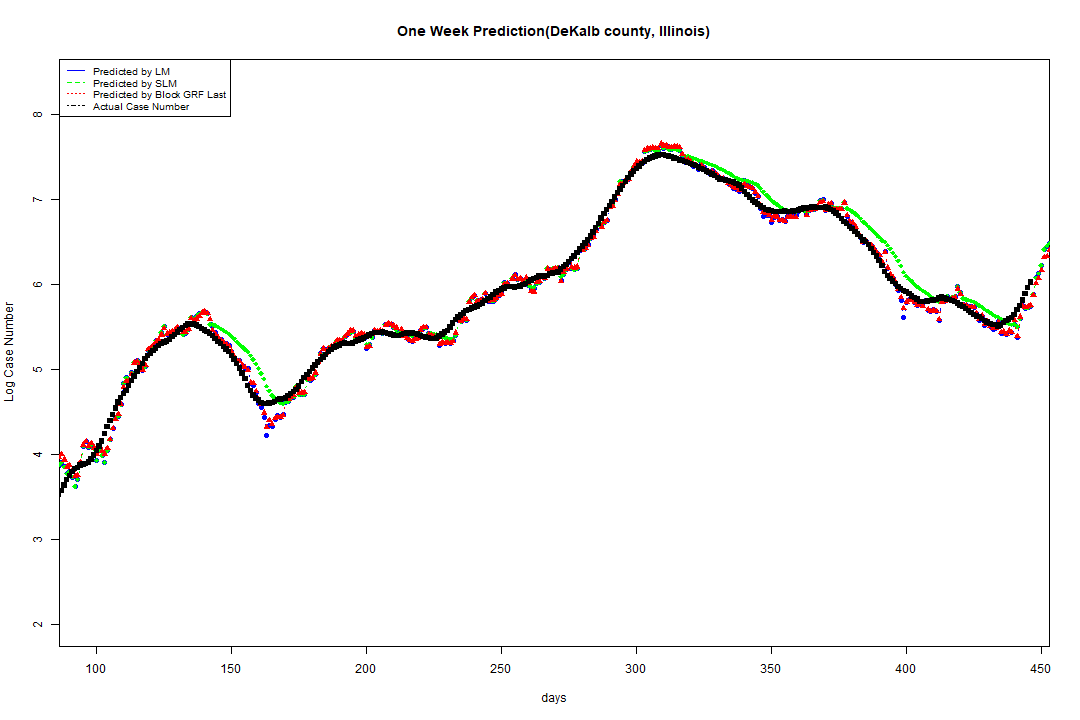 One Week Prediction(DeKalb county, Illinois)
Predicted by LM
Predicted by SLM
Predicted by Block GRF Last
Actual Case Number
8
7
6
5
4
3
2
Log Case Number
100 150 200 250 300 350 400 450
days